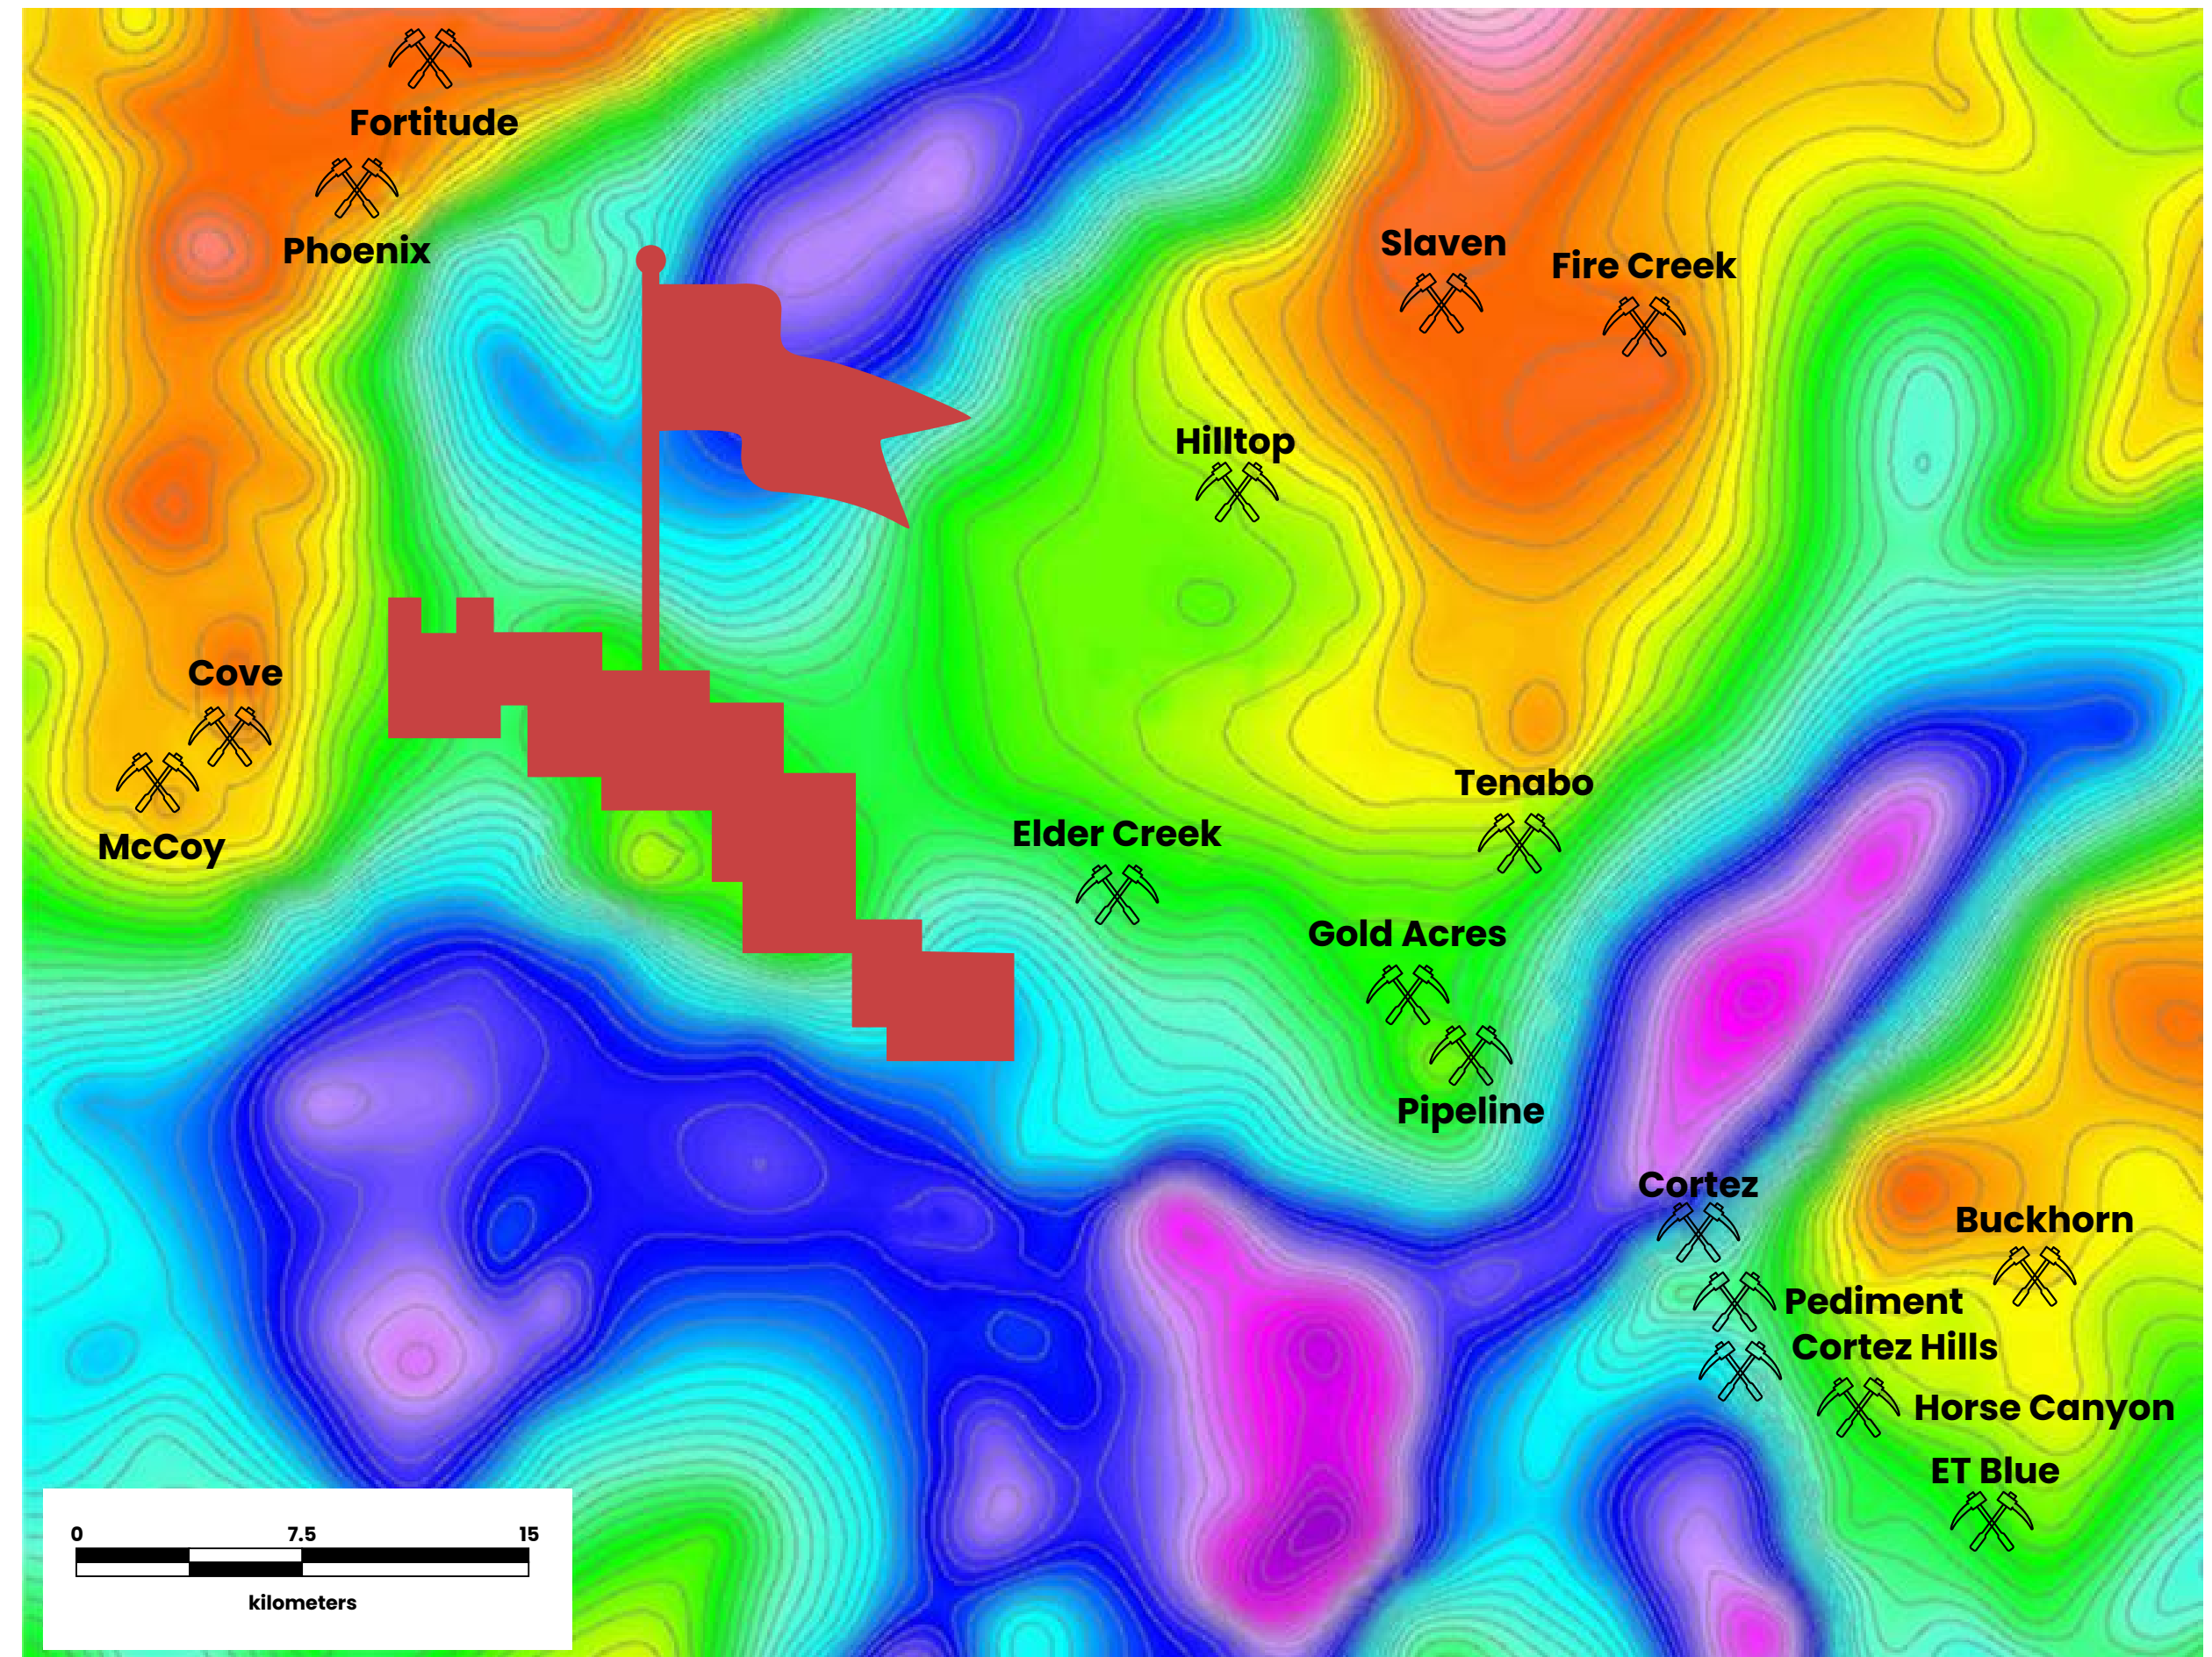 Fortitude
Phoenix
Slaven
Fire Creek
Hilltop
Cove
McCoy
Tenabo
Elder Creek
Gold Acres
Pipeline
Cortez
Buckhorn
Pediment
Cortez Hills
Horse Canyon
ET Blue
0 7.5 15
kilometers